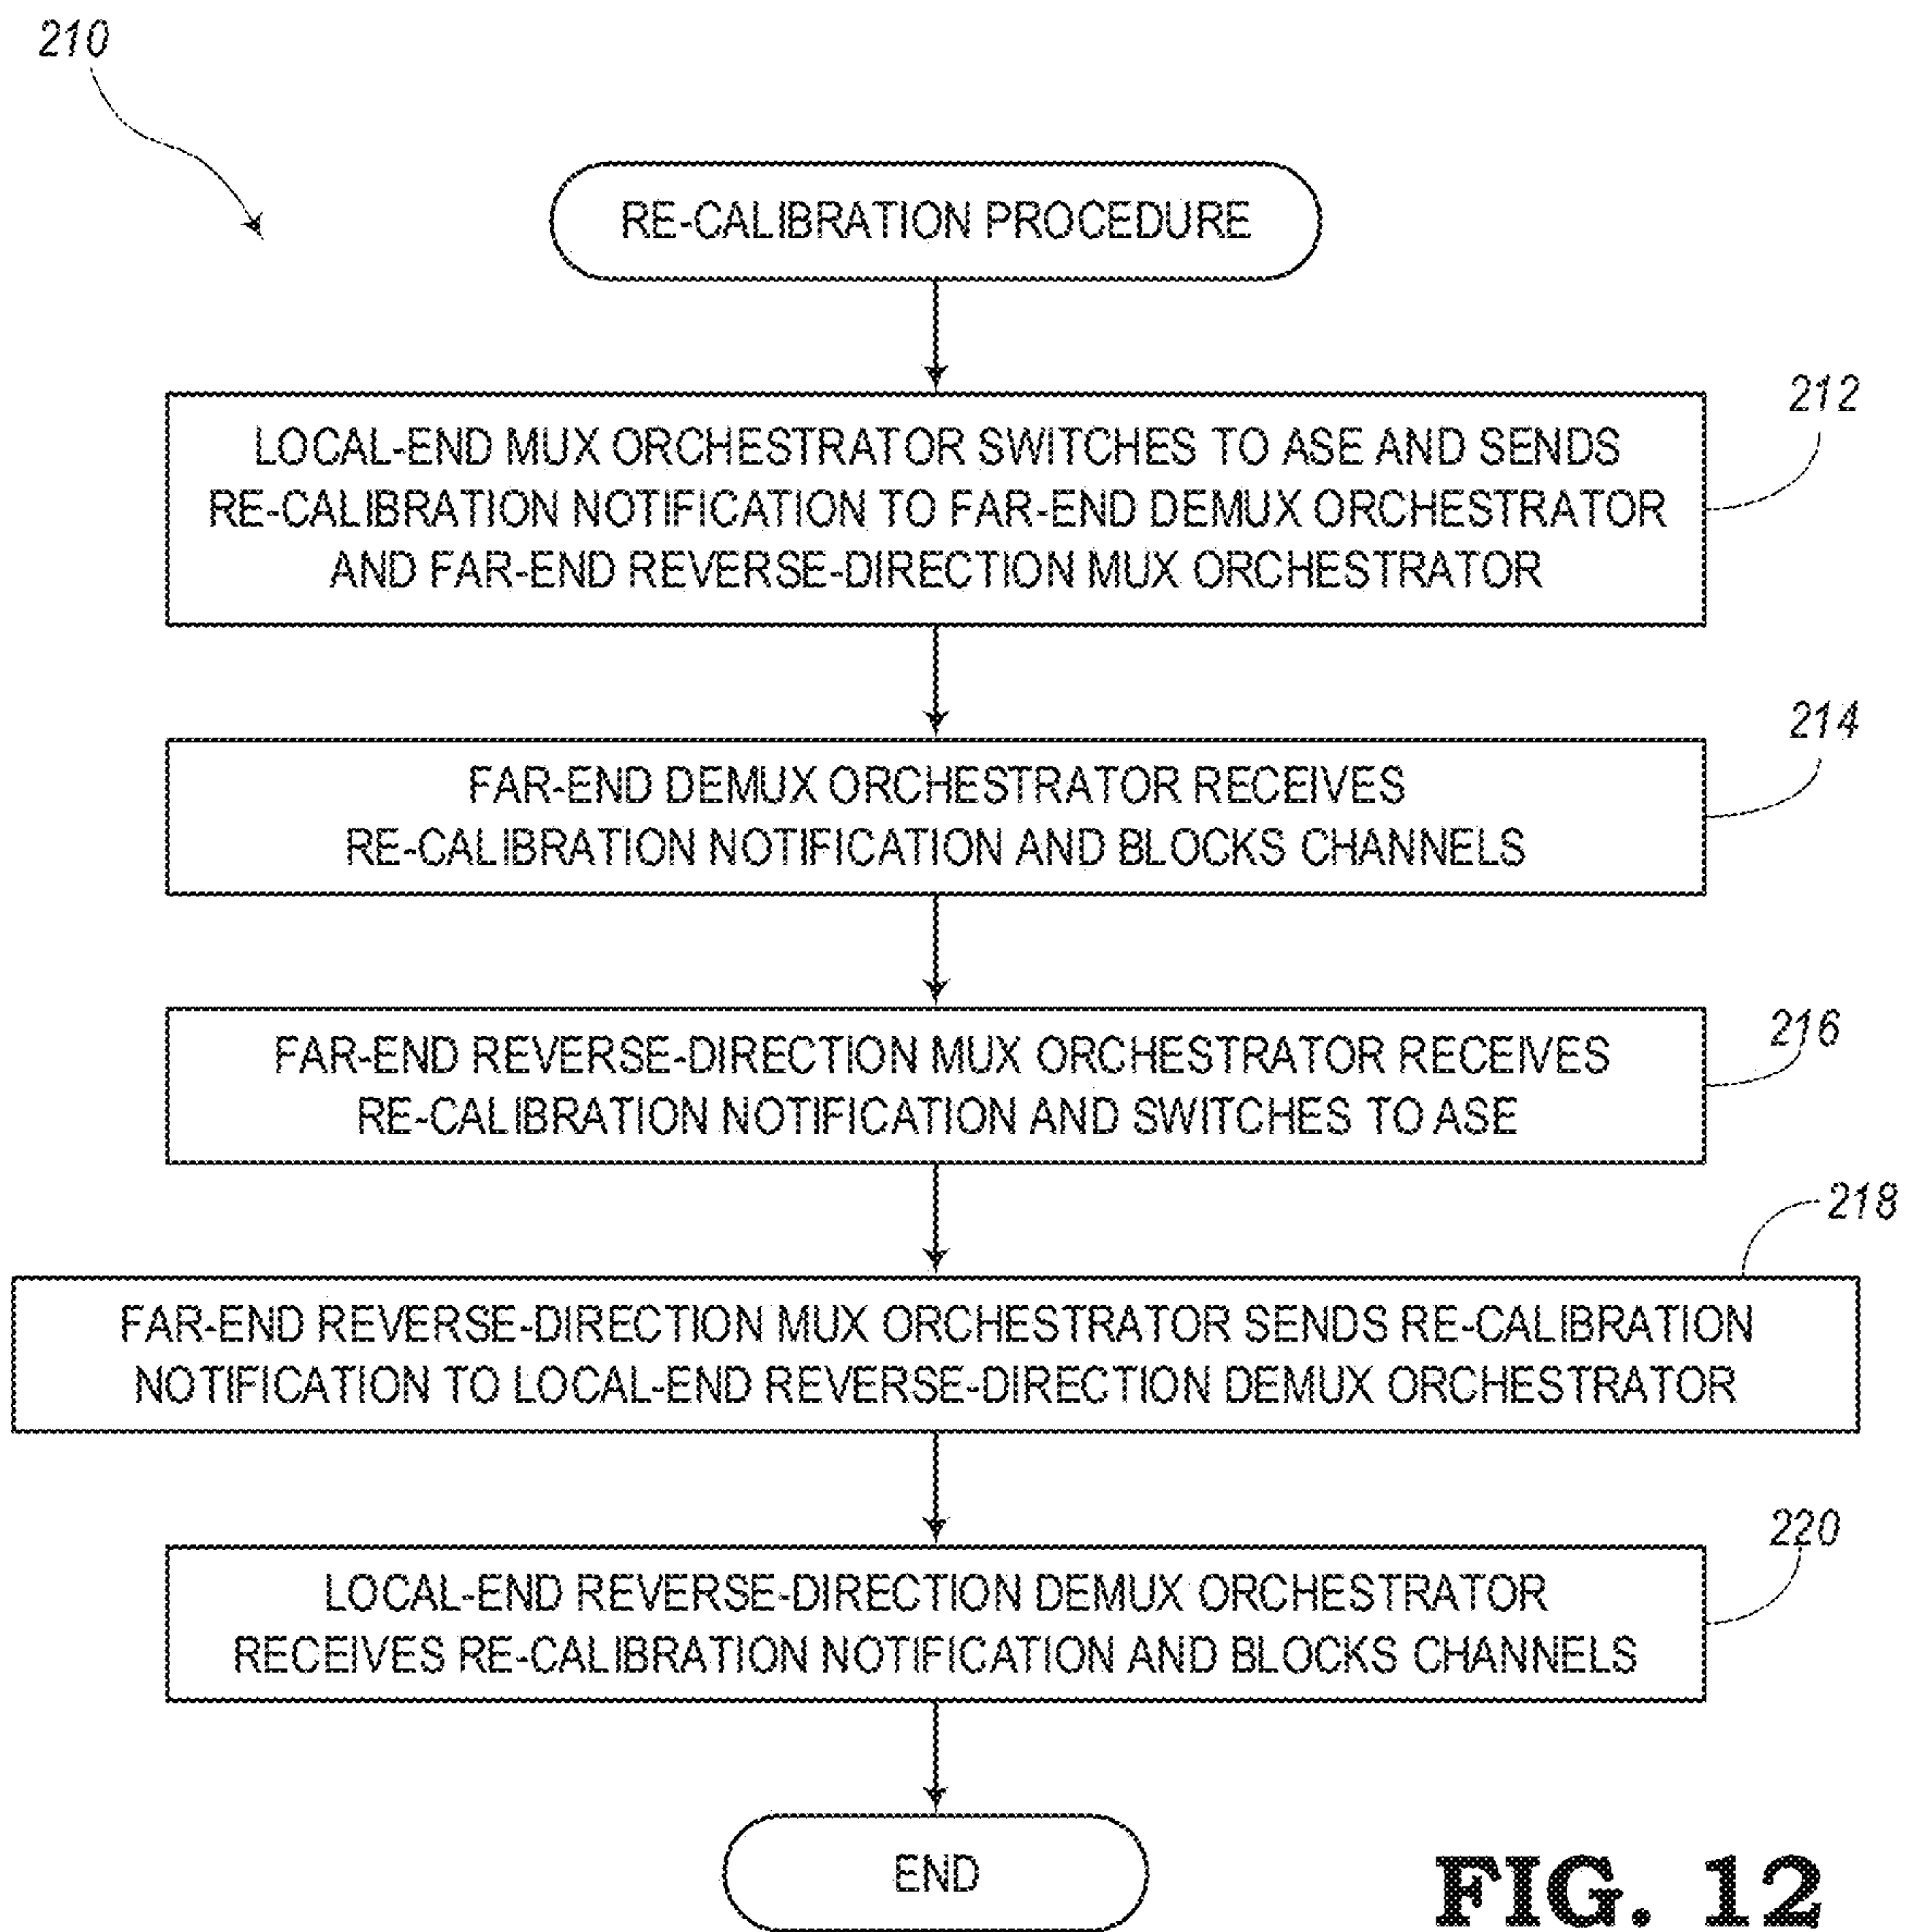 210
RE-CALIBRATION PROCEDURE
212
LOCAL-END MUX ORCHESTRATOR SWITCHES TO ASE AND SENDS
RE-CALIBRATION NOTIFICATION TO FAR-END DEMUX ORCHESTRATOR
AND FAR-END REVERSE-DIRECTION MUX ORCHESTRATOR
214
FAR-END DEMUX ORCHESTRATOR RECEIVES
RE-CALIBRATION NOTIFICATION AND BLOCKS CHANNELS
216
FAR-END REVERSE-DIRECTION MUX ORCHESTRATOR RECEIVES
RE-CALIBRATION NOTIFICATION AND SWITCHES TO ASE
218
FAR-END REVERSE-DIRECTION MUX ORCHESTRATOR SENDS RE-CALIBRATION
NOTIFICATION TO LOCAL-END REVERSE-DIRECTION DEMUX ORCHESTRATOR
220
LOCAL-END REVERSE-DIRECTION DEMUX ORCHESTRATOR
RECEIVES RE-CALIBRATION NOTIFICATION AND BLOCKS CHANNELS
END
FIG. 12